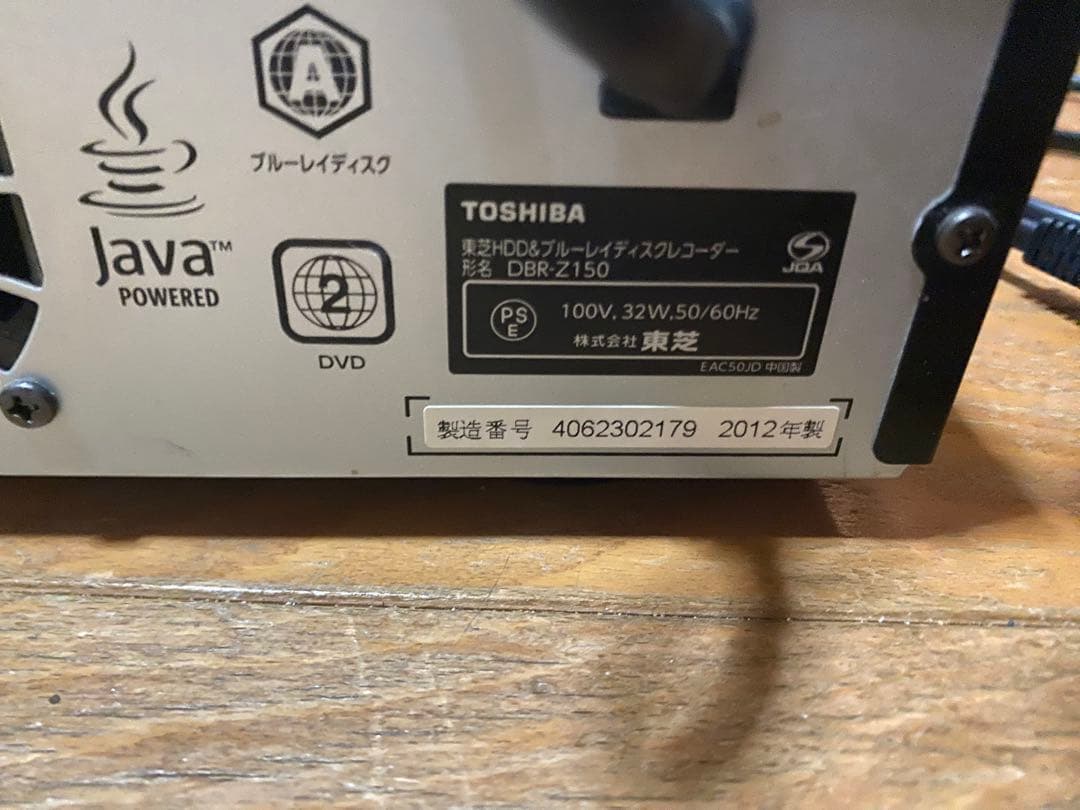 A
ブルーレイディスク
Java™
POWERED
2
DVD
TOSHIBA
東芝HDD&ブルーレイディスクレコーダー
形名 DBR-Z150
JQA
PSE
100V, 32W, 50/60Hz
株式会社 東芝
EAC50JD 中国製
製造番号 4062302179 2012年製